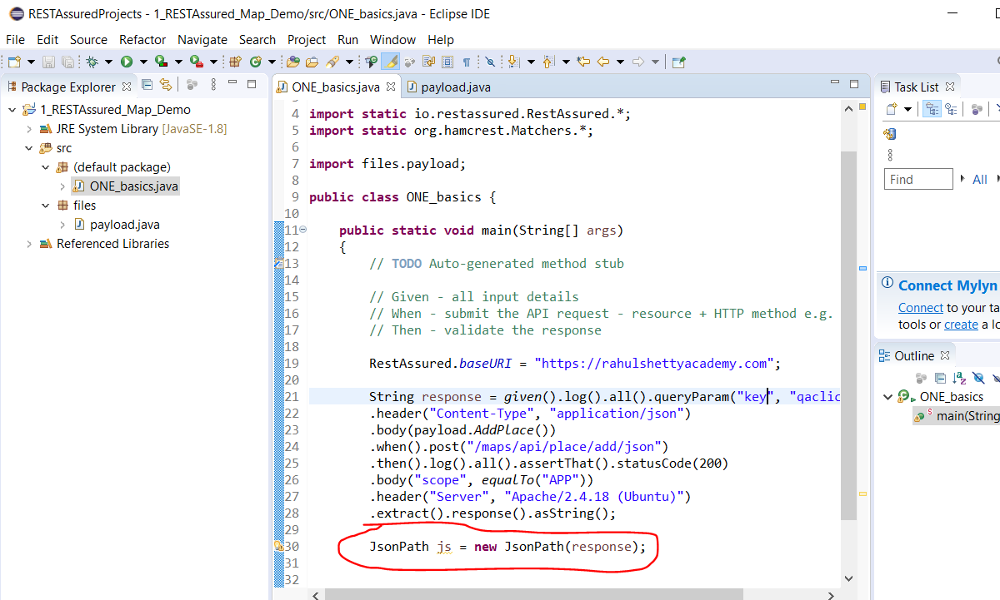 RESTAssuredProjects - 1_RESTAssured_Map_Demo/src/ONE_basics.java - Eclipse IDE
File Edit Source Refactor Navigate Search Project Run Window Help
Package Explorer
1_RESTAssured_Map_Demo
JRE System Library [JavaSE-1.8]
src
(default package)
ONE_basics.java
files
payload.java
Referenced Libraries
ONE_basics.java payload.java
4 import static io.restassured.RestAssured.*;
5 import static org.hamcrest.Matchers.*;
6
7 import files.payload;
8
9 public class ONE_basics {
10
11 public static void main(String[] args)
12 {
13 // TODO Auto-generated method stub
14
15 // Given - all input details
16 // When - submit the API request - resource + HTTP method e.g.
17 // Then - validate the response
18
19 RestAssured.baseURI = "https://rahulshettyacademy.com";
20
21 String response = given().log().all().queryParam("key", "qaclic
22 .header("Content-Type", "application/json")
23 .body(payload.AddPlace())
24 .when().post("/maps/api/place/add/json")
25 .then().log().all().assertThat().statusCode(200)
26 .body("scope", equalTo("APP"))
27 .header("Server", "Apache/2.4.18 (Ubuntu)")
28 .extract().response().asString();
29
30 JsonPath js = new JsonPath(response);
31
32
Task List
Find All
Connect Mylyn
Connect to your ta
tools or create a lo
Outline
ONE_basics
main(String